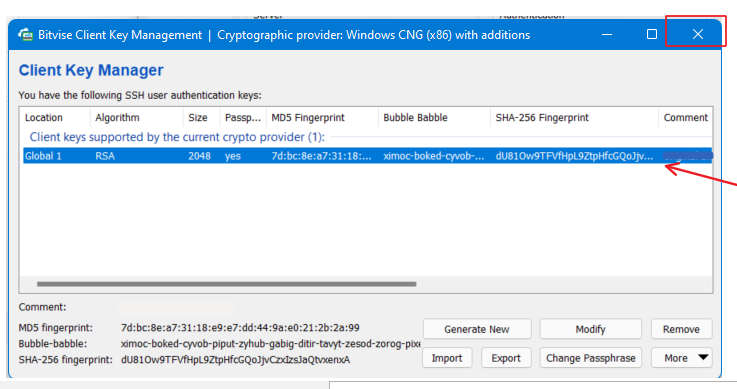 Bitvise Client Key Management | Cryptographic provider: Windows CNG (x86) with additions
Client Key Manager
You have the following SSH user authentication keys:
Location Algorithm Size Passp... MD5 Fingerprint Bubble Babble SHA-256 Fingerprint Comment
Client keys supported by the current crypto provider (1):
Global 1 RSA 2048 yes 7d:bc:8e:a7:31:18:... ximoc-boked-cyvob-... dU81Ow9TFVfHpL9ZtpHfcGQoJjv...
Comment:
MD5 fingerprint: 7d:bc:8e:a7:31:18:e9:e7:dd:44:9a:e0:21:2b:2a:99
Bubble-babble: ximoc-boked-cyvob-piput-zyhub-gabig-ditir-tavyt-zesod-zorog-pixe
SHA-256 fingerprint: dU81Ow9TFVfHpL9ZtpHfcGQoJjvCzxIzsJaQtvxenxA
Generate New Modify Remove
Import Export Change Passphrase More